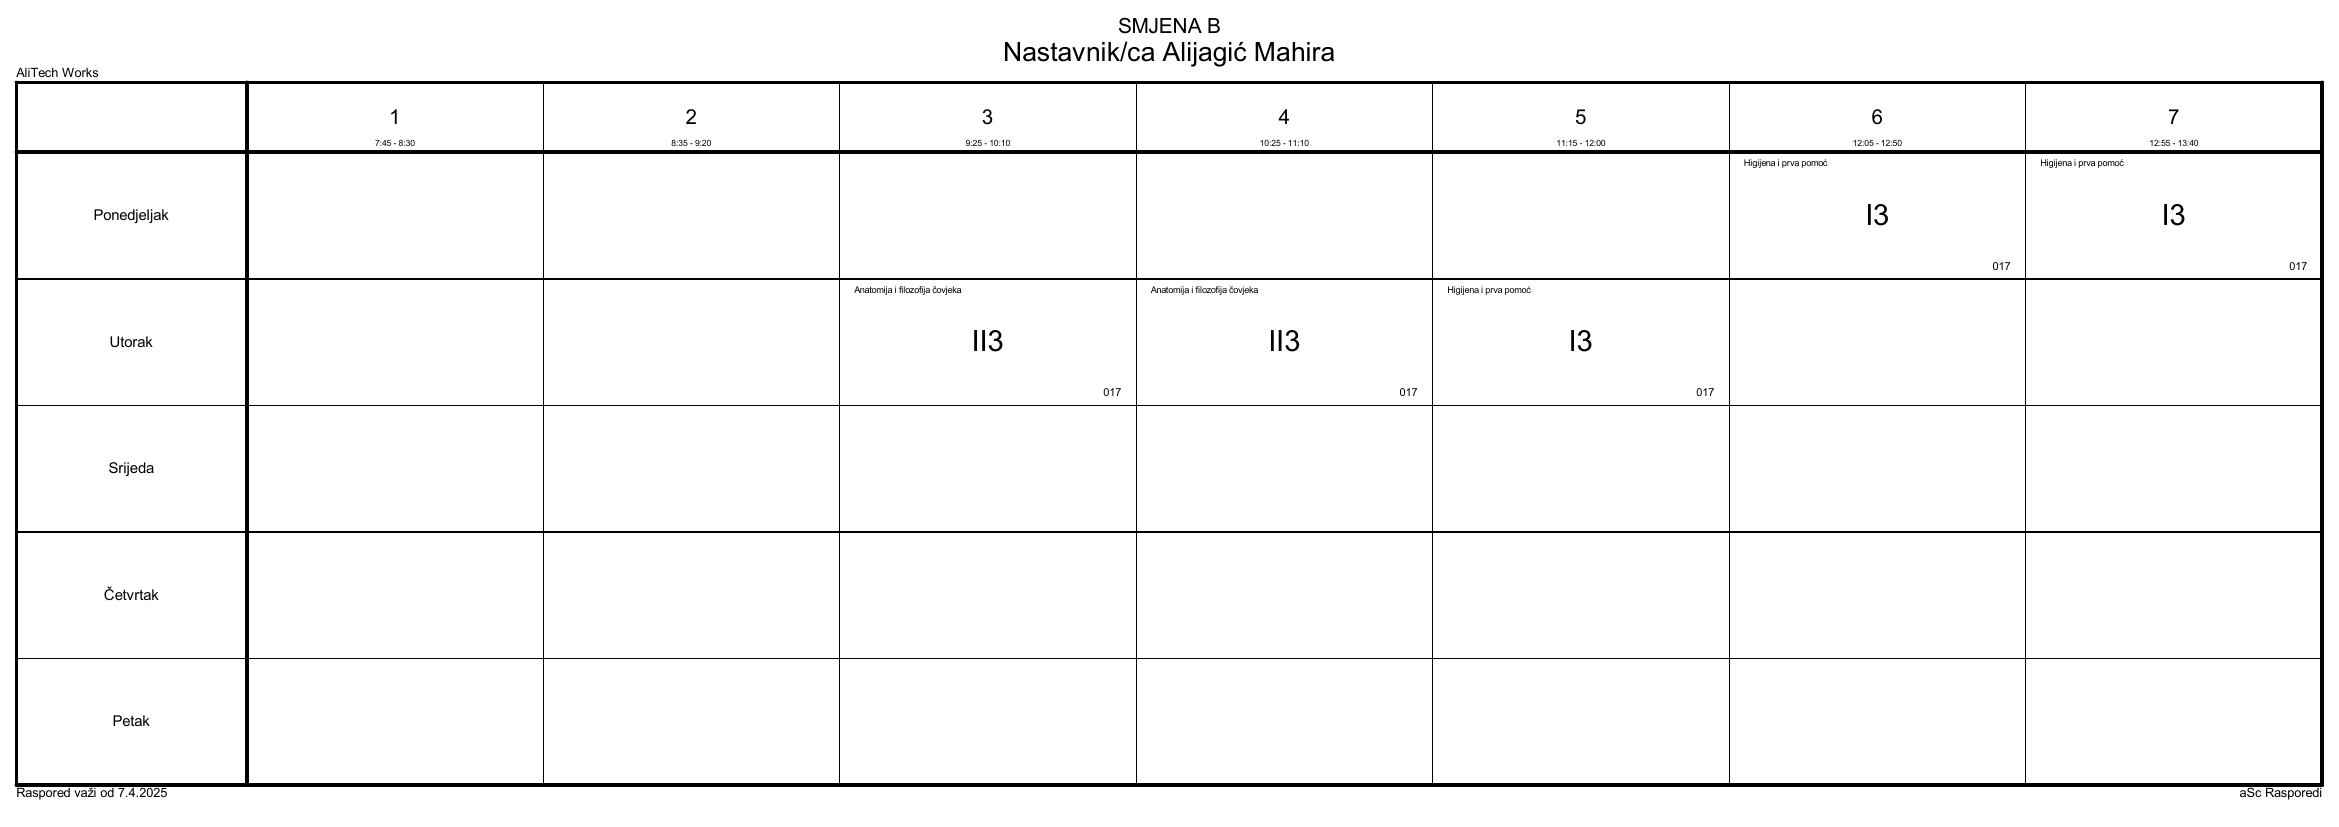 SMJENA B
Nastavnik/ca Alijagić Mahira
AliTech Works
1 2 3 4 5 6 7
7:45 - 8:30 8:35 - 9:20 9:25 - 10:10 10:25 - 11:10 11:15 - 12:00 12:05 - 12:50 12:55 - 13:40
Higijena i prva pomoć Higijena i prva pomoć
Ponedjeljak I3 I3
017 017
Anatomija i filozofija čovjeka Anatomija i filozofija čovjeka Higijena i prva pomoć
Utorak II3 II3 I3
017 017 017
Srijeda
Četvrtak
Petak
Raspored važi od 7.4.2025 aSc Rasporedi